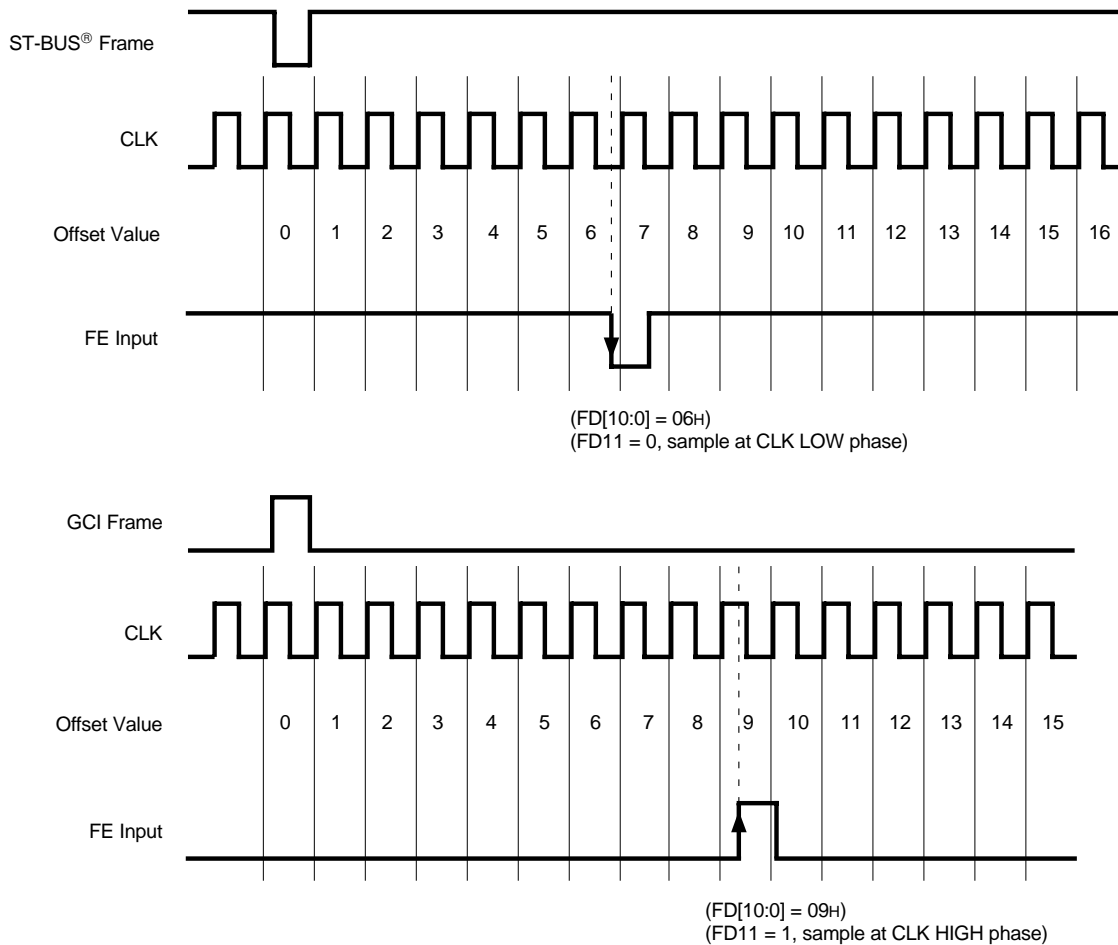 ST-BUS® Frame
CLK
Offset Value 0 1 2 3 4 5 6 7 8 9 10 11 12 13 14 15 16
FE Input
(FD[10:0] = 06H)
(FD11 = 0, sample at CLK LOW phase)
GCI Frame
CLK
Offset Value 0 1 2 3 4 5 6 7 8 9 10 11 12 13 14 15
FE Input
(FD[10:0] = 09H)
(FD11 = 1, sample at CLK HIGH phase)